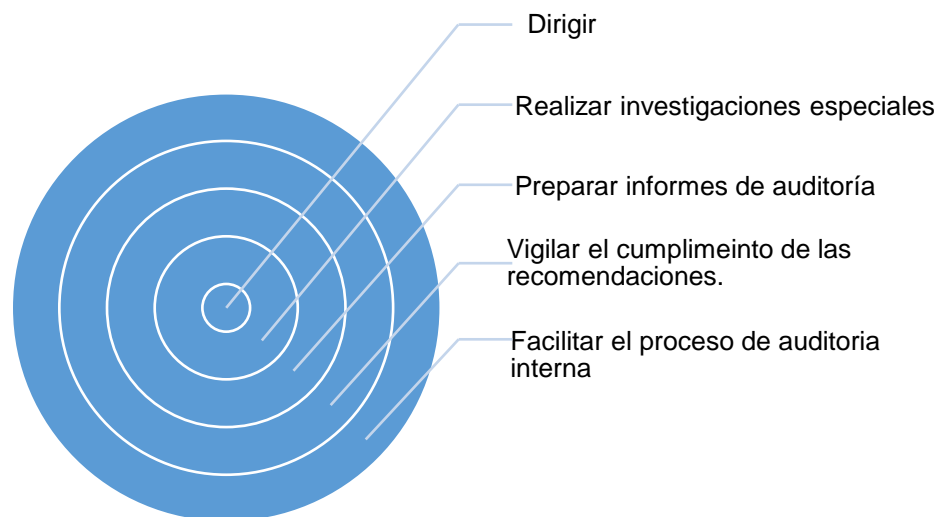 Dirigir
Realizar investigaciones especiales
Preparar informes de auditoría
Vigilar el cumplimeinto de las
recomendaciones.
Facilitar el proceso de auditoria
interna